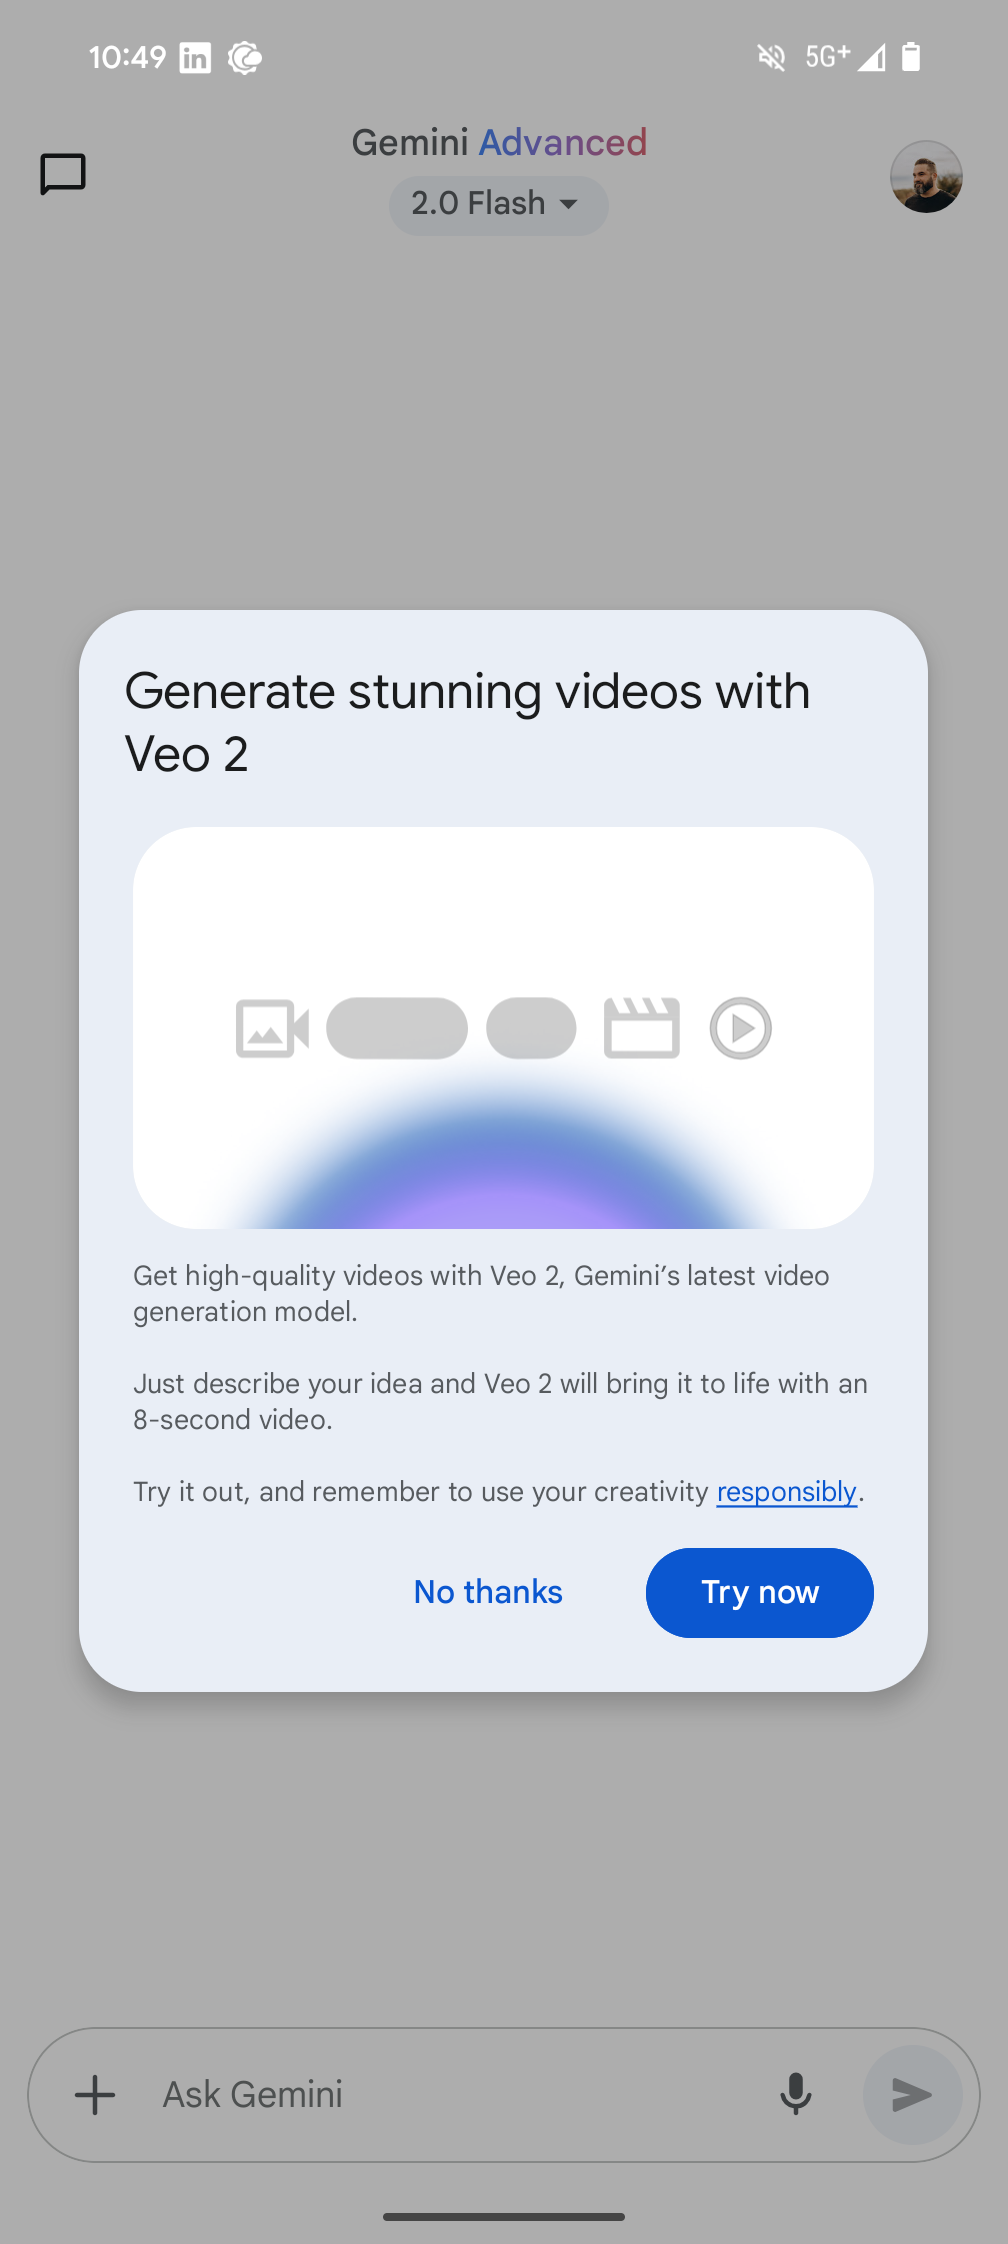 10:49
5G+
Gemini Advanced
2.0 Flash
Generate stunning videos with
Veo 2
Get high-quality videos with Veo 2, Gemini’s latest video
generation model.
Just describe your idea and Veo 2 will bring it to life with an
8-second video.
Try it out, and remember to use your creativity responsibly.
No thanks
Try now
Ask Gemini